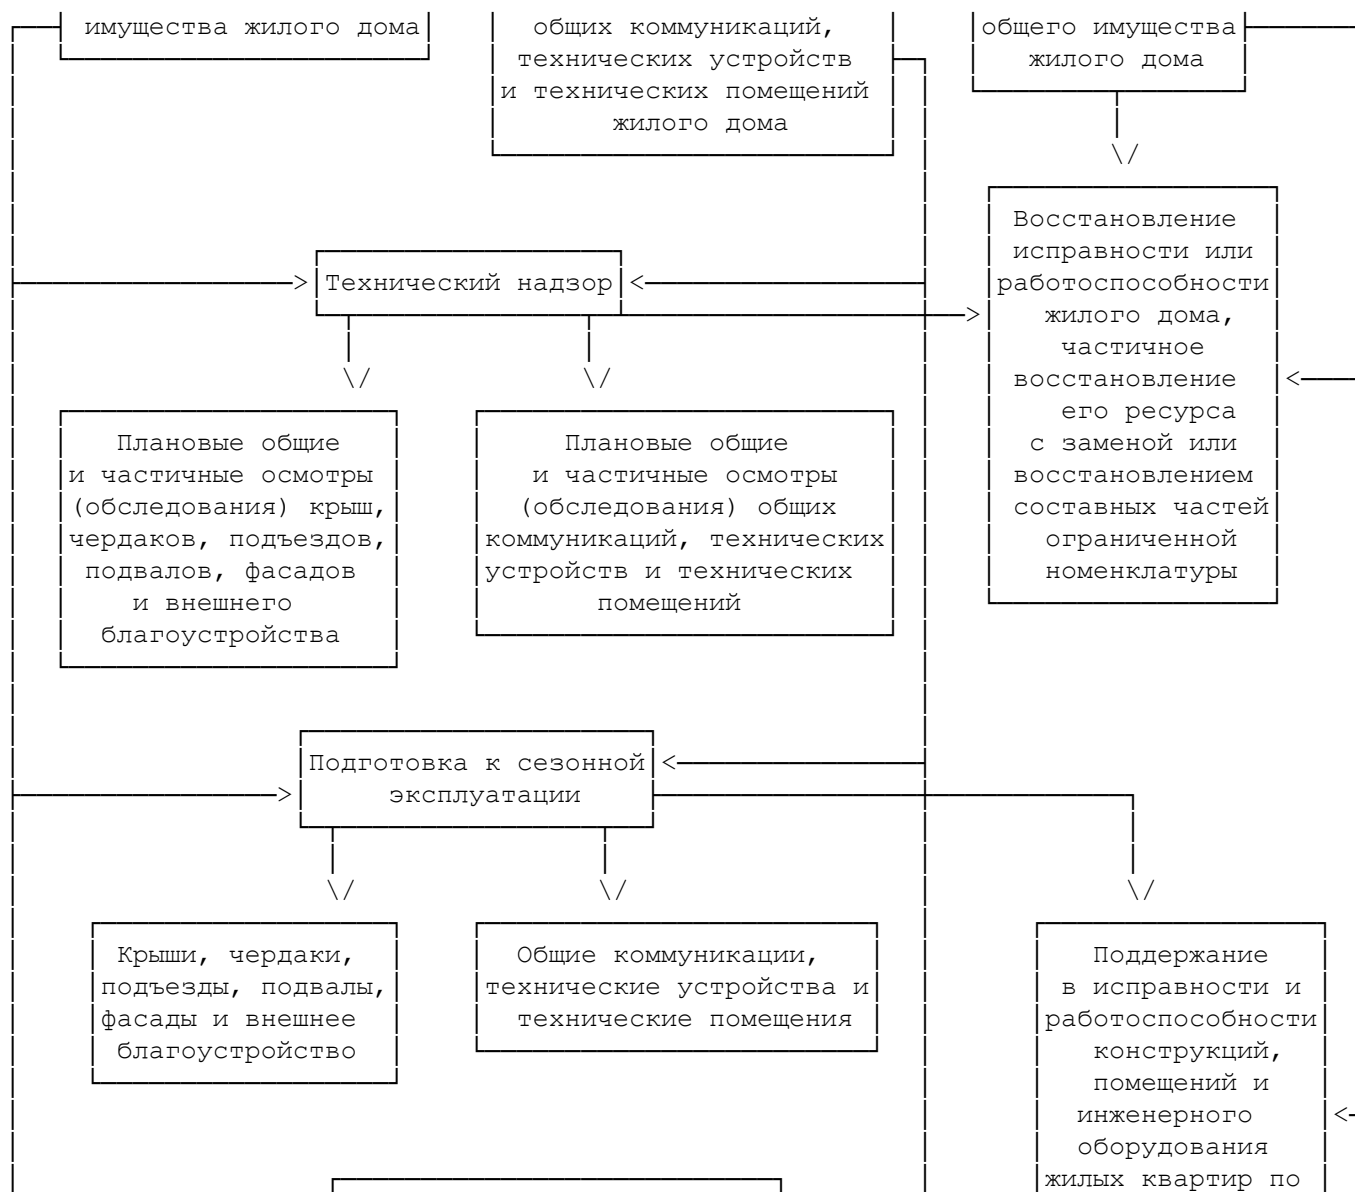 имущества жилого дома
общих коммуникаций,
технических устройств
и технических помещений
жилого дома
общего имущества
жилого дома
Технический надзор
Восстановление
исправности или
работоспособности
жилого дома,
частичное
восстановление
его ресурса
с заменой или
восстановлением
составных частей
ограниченной
номенклатуры
Плановые общие
и частичные осмотры
(обследования) крыш,
чердаков, подъездов,
подвалов, фасадов
и внешнего
благоустройства
Плановые общие
и частичные осмотры
(обследования) общих
коммуникаций, технических
устройств и технических
помещений
Подготовка к сезонной
эксплуатации
Крыши, чердаки,
подъезды, подвалы,
фасады и внешнее
благоустройство
Общие коммуникации,
технические устройства и
технические помещения
Поддержание
в исправности и
работоспособности
конструкций,
помещений и
инженерного
оборудования
жилых квартир по